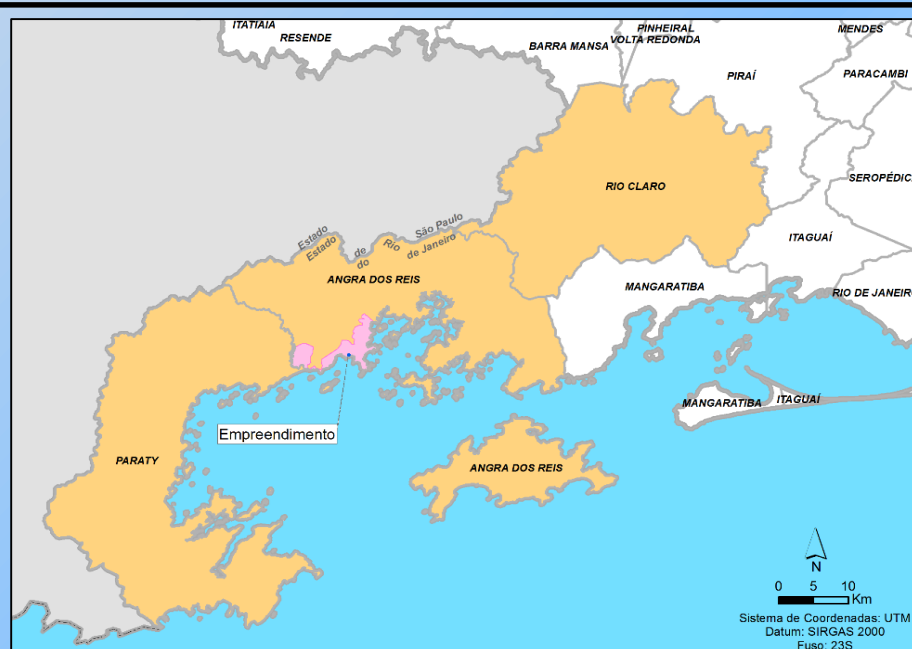 ITATIAIA
RESENDE
PINHEIRAL
MENDES
BARRA MANSA
VOLTA REDONDA
PIRAÍ
PARACAMBI
RIO CLARO
SEROPÉDIC
Estado de São Paulo
Estado do Rio de Janeiro
ITAGUAÍ
ANGRA DOS REIS
MANGARATIBA
RIO DE JANEIRO
MANGARATIBA
ITAGUAÍ
Empreendimento
PARATY
ANGRA DOS REIS
N
0 5 10
Km
Sistema de Coordenadas: UTM
Datum: SIRGAS 2000
Fuso: 23S